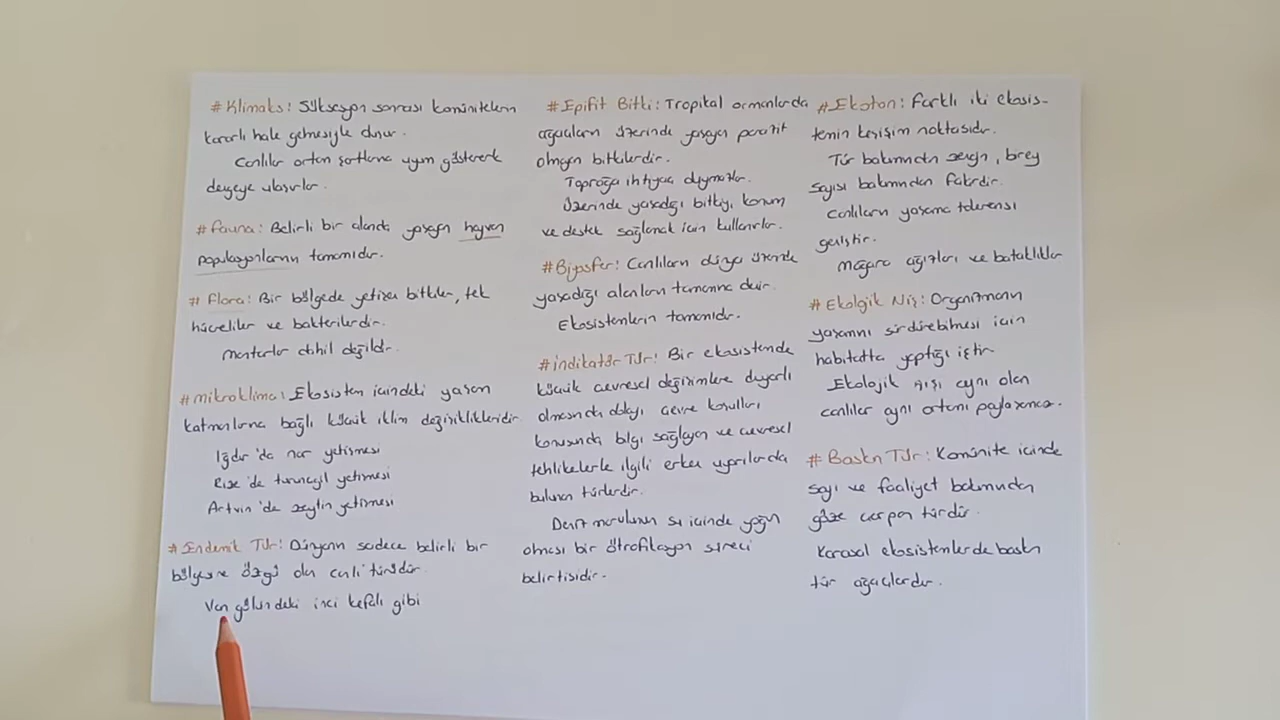 #Klimaks: Süksesyon sonrası komünitelerin
kararlı hale gelmesiyle oluşur.
Canlılar ortam şartlarına uyum göstererek
dengeye ulaşırlar.
#Fauna: Belirli bir alanda yaşayan hayvan
populasyonlarının tamamıdır.
#Flora: Bir bölgede yetişen bitkiler, tek
hücreliler ve bakterilerdir.
mantarlar dahil değildir.
#mikroklima: Ekosistem içindeki yaşam
katmanlarına bağlı küçük iklim değişiklikleridir.
Iğdır'da nar yetişmesi
Rize'de turunçgil yetişmesi
Artvin'de zeytin yetişmesi
#Endemik Tür: Dünyanın sadece belirli bir
bölgesine özgü olan canlı türüdür.
Van gölündeki inci kefali gibi
#Epifit Bitki: Tropikal ormanlarda
ağaçların üzerinde yaşayan parazit
olmayan bitkilerdir.
Toprağa ihtiyaç duymazlar.
üzerinde yaşadığı bitkiyi, konum
ve destek sağlamak için kullanırlar.
#Biyosfer: Canlıların dünya üzerinde
yaşadığı alanların tamamına denir.
Ekosistemlerin tamamıdır.
#indikatör Tür: Bir ekosistemde
küçük çevresel değişimlere duyarlı
olmasından dolayı çevre koşulları
konusunda bilgi sağlayan ve çevresel
tehlikelerle ilgili erken uyarılarda
bulunan türlerdir.
Deniz marulunun su içinde yoğun
olması bir ötrofikasyon süreci
belirtisidir.
#Ekoton: Farklı iki ekosis-
temin kesişim noktasıdır.
Tür bakımından zengin, birey
sayısı bakımından fakirdir.
Canlıların yaşama toleransı
geniştir.
Mağara ağızları ve bataklıklar
#Ekolojik Niş: Organizmanın
yaşamını sürdürebilmesi için
habitatta yaptığı iştir.
Ekolojik nişi aynı olan
canlılar aynı ortamı paylaşamaz.
#Baskın Tür: Komünite içinde
sayı ve faaliyet bakımından
göze çarpan türdür.
Karasal ekosistemlerde baskın
tür ağaçlardır.